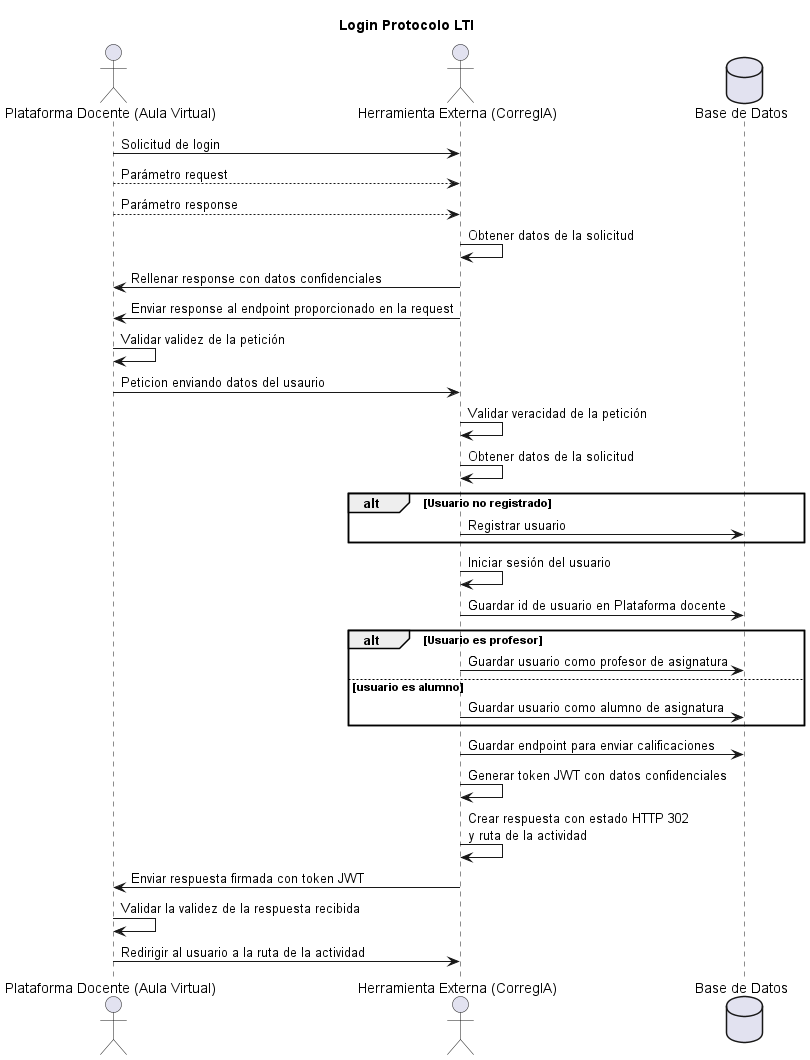 Login Protocolo LTI
Plataforma Docente (Aula Virtual)
Herramienta Externa (CorregIA)
Base de Datos
Solicitud de login
Parámetro request
Parámetro response
Obtener datos de la solicitud
Rellenar response con datos confidenciales
Enviar response al endpoint proporcionado en la request
Validar validez de la petición
Peticion enviando datos del usaurio
Validar veracidad de la petición
Obtener datos de la solicitud
alt
[Usuario no registrado]
Registrar usuario
Iniciar sesión del usuario
Guardar id de usuario en Plataforma docente
alt
[Usuario es profesor]
Guardar usuario como profesor de asignatura
[usuario es alumno]
Guardar usuario como alumno de asignatura
Guardar endpoint para enviar calificaciones
Generar token JWT con datos confidenciales
Crear respuesta con estado HTTP 302
y ruta de la actividad
Enviar respuesta firmada con token JWT
Validar la validez de la respuesta recibida
Redirigir al usuario a la ruta de la actividad
Plataforma Docente (Aula Virtual)
Herramienta Externa (CorregIA)
Base de Datos